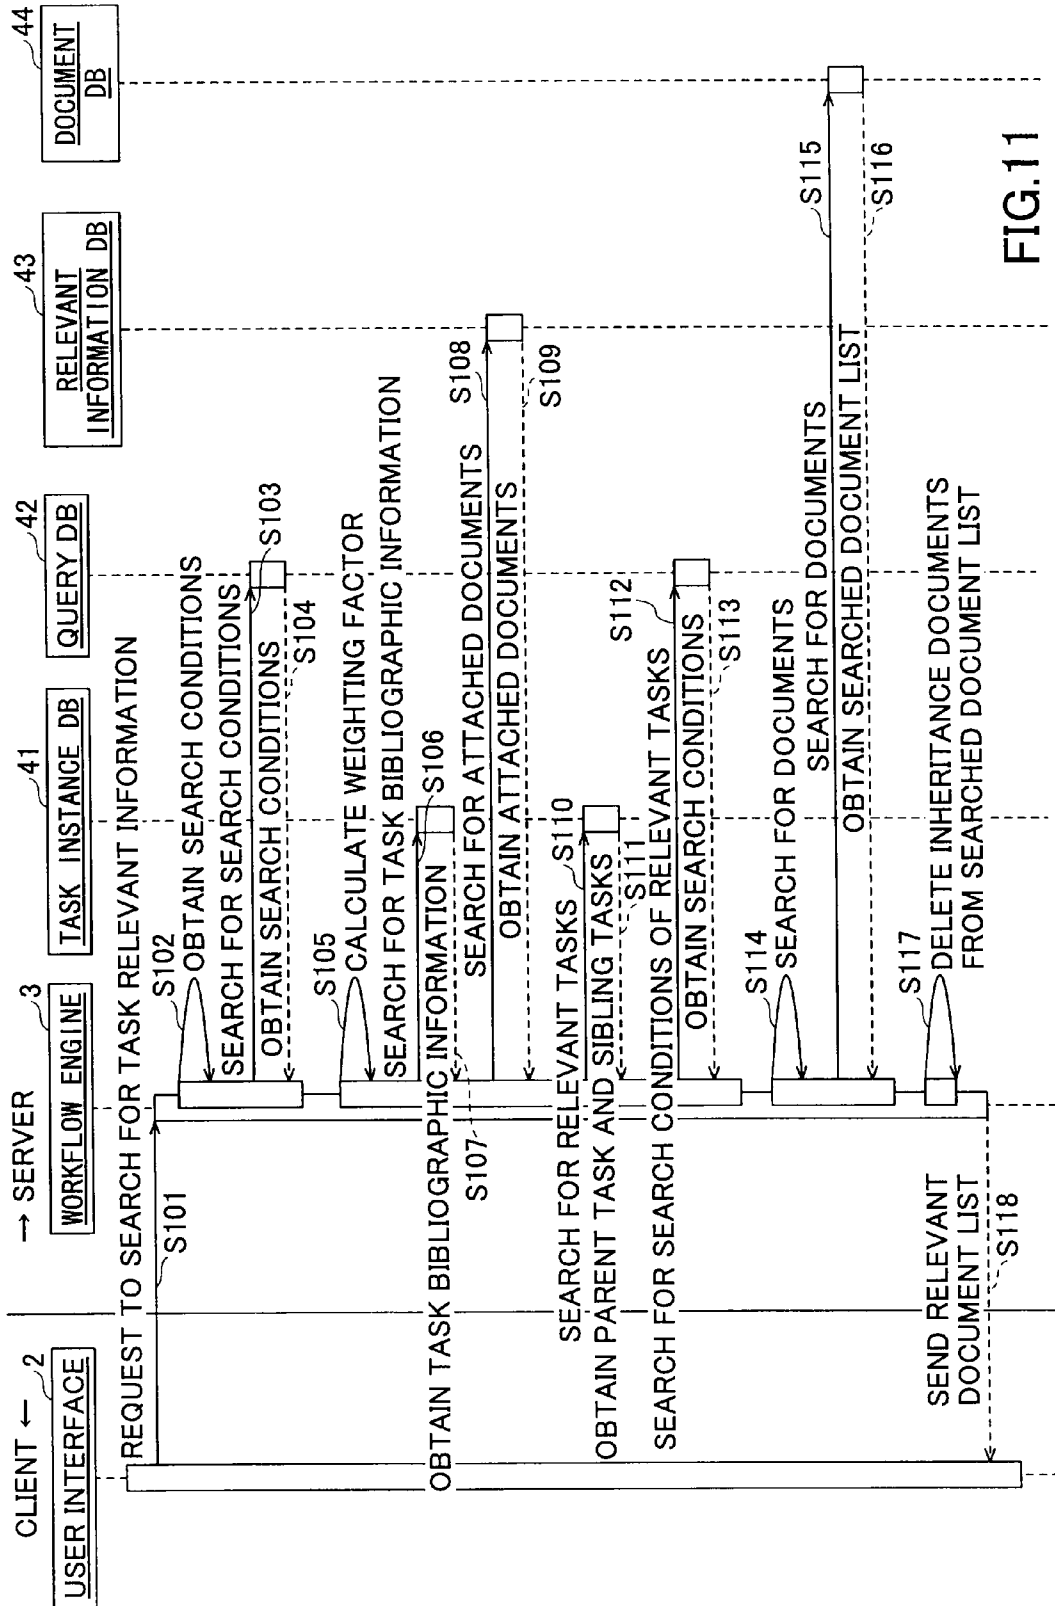 CLIENT ←
→ SERVER
2
USER INTERFACE
3
WORKFLOW ENGINE
41
TASK INSTANCE DB
42
QUERY DB
43
RELEVANT
INFORMATION DB
44
DOCUMENT
DB
REQUEST TO SEARCH FOR TASK RELEVANT INFORMATION
S101
S102
OBTAIN SEARCH CONDITIONS
SEARCH FOR SEARCH CONDITIONS
S103
OBTAIN SEARCH CONDITIONS
S104
S105
CALCULATE WEIGHTING FACTOR
SEARCH FOR TASK BIBLIOGRAPHIC INFORMATION
S106
OBTAIN TASK BIBLIOGRAPHIC INFORMATION
S107
SEARCH FOR ATTACHED DOCUMENTS
S108
OBTAIN ATTACHED DOCUMENTS
S109
SEARCH FOR RELEVANT TASKS
S110
OBTAIN PARENT TASK AND SIBLING TASKS
S111
SEARCH FOR SEARCH CONDITIONS OF RELEVANT TASKS
S112
OBTAIN SEARCH CONDITIONS
S113
S114
SEARCH FOR DOCUMENTS
SEARCH FOR DOCUMENTS
S115
OBTAIN SEARCHED DOCUMENT LIST
S116
S117
DELETE INHERITANCE DOCUMENTS
FROM SEARCHED DOCUMENT LIST
SEND RELEVANT
DOCUMENT LIST
S118
FIG.11